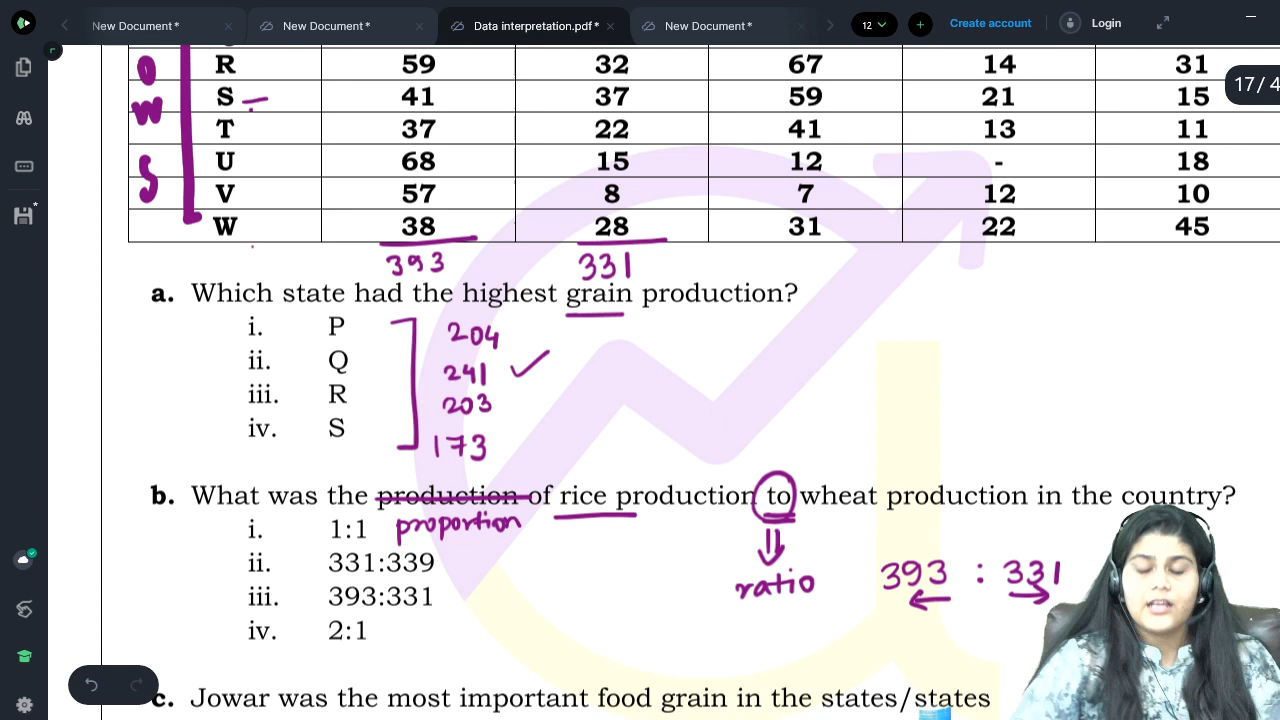 New Document* New Document* Data interpretation.pdf* New Document* 12 Create account Login
R 59 32 67 14 31
17/4
O
S 41 37 59 21 15
W
T 37 22 41 13 11
U 68 15 12 - 18
S
V 57 8 7 12 10
W 38 28 31 22 45
393 331
a. Which state had the highest grain production?
i. P 204
ii. Q 241
iii. R 203
iv. S 173
b. What was the production of rice production to wheat production in the country?
i. 1:1 proportion
ii. 331:339
ratio 393 : 331
iii. 393:331
iv. 2:1
c. Jowar was the most important food grain in the states/states